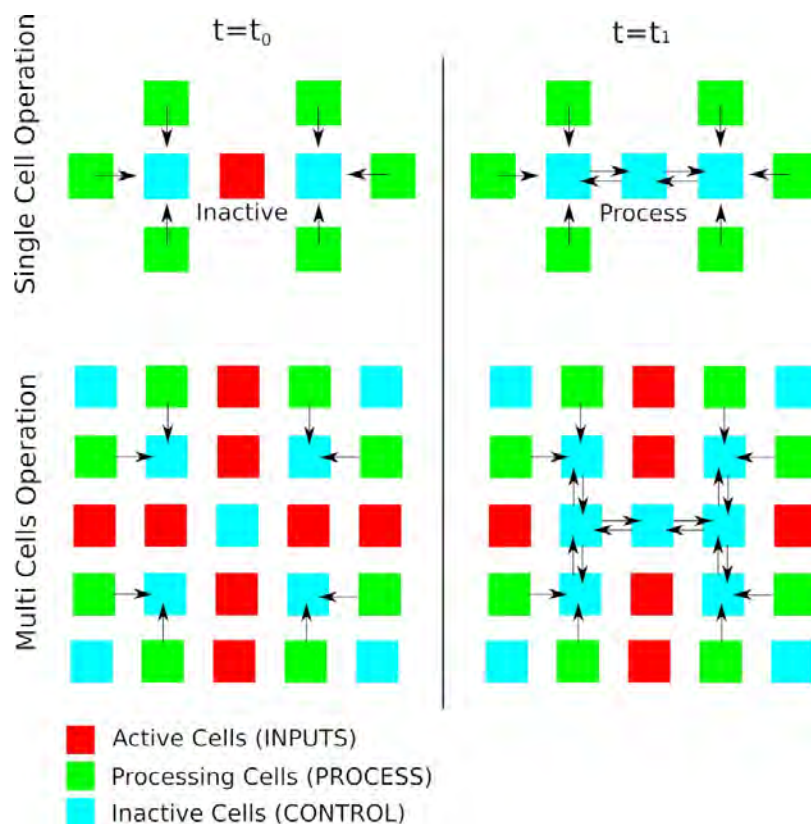 t=t0
t=t1
Single Cell Operation
Inactive
Process
Multi Cells Operation
Active Cells (INPUTS)
Processing Cells (PROCESS)
Inactive Cells (CONTROL)